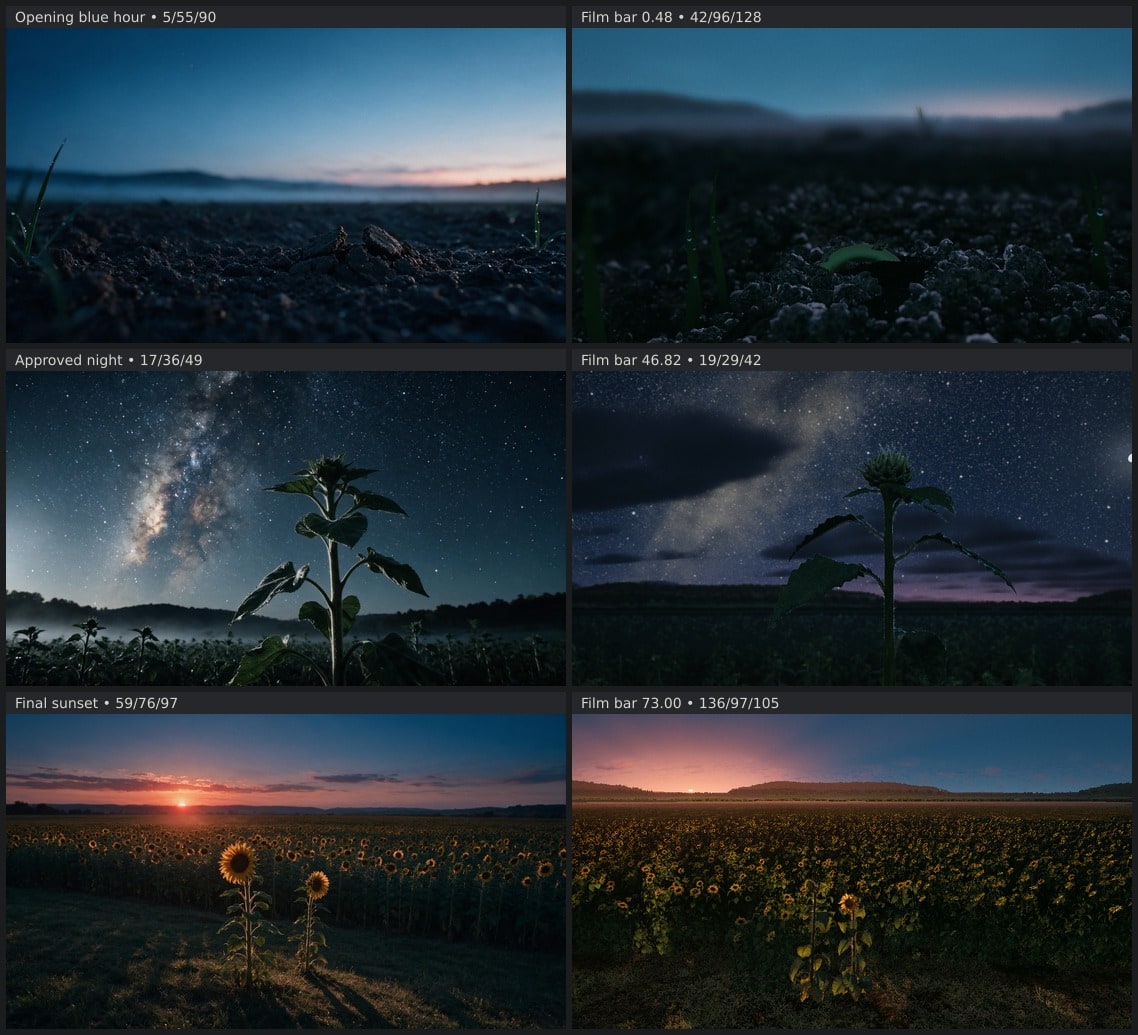 Opening blue hour • 5/55/90
Film bar 0.48 • 42/96/128
Approved night • 17/36/49
Film bar 46.82 • 19/29/42
Final sunset • 59/76/97
Film bar 73.00 • 136/97/105